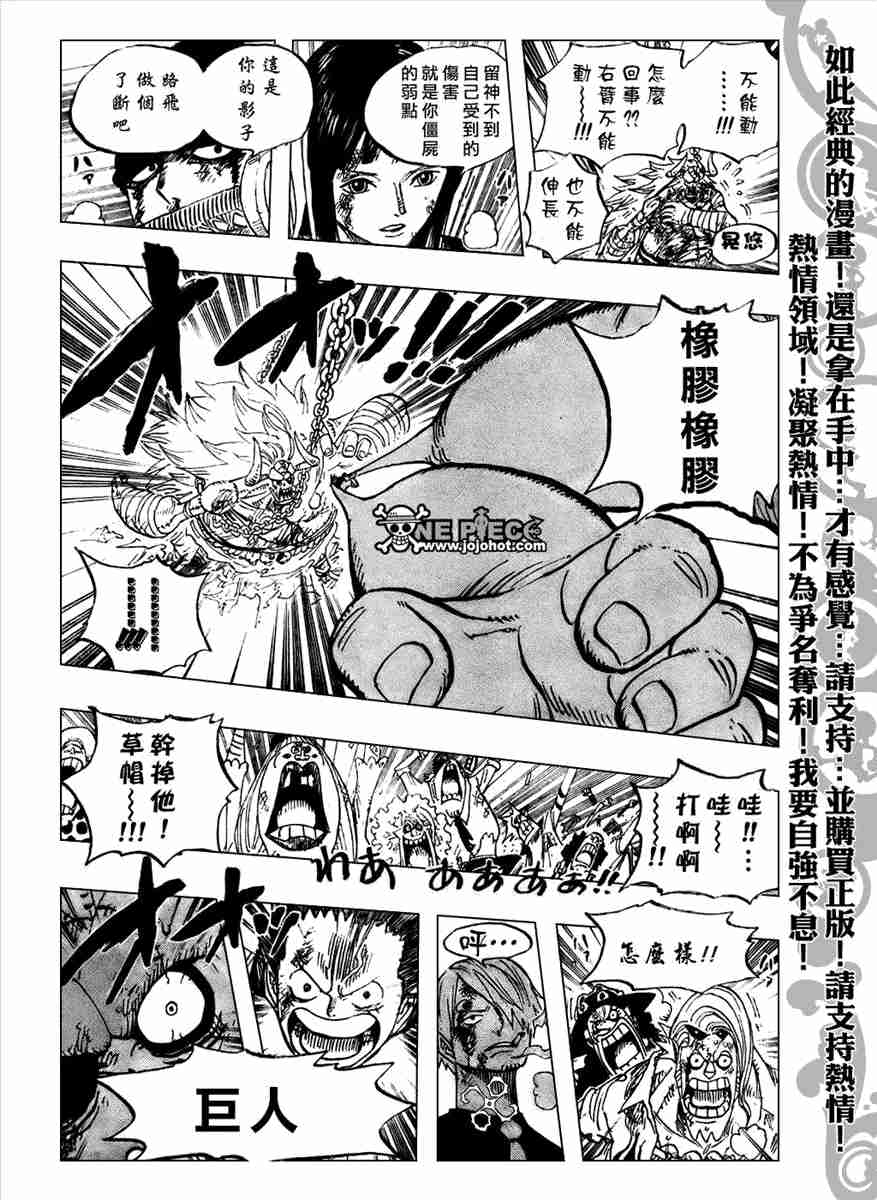 不能動
……!!!
怎麼
回事??
右臂不能
動~!!!
也不能
伸長
晃悠
留神不到
自己受到的
傷害
就是你僵屍
的弱點
ハァ
這是
你的影子
路飛
做個
了斷吧
ハァ
橡膠橡膠
オオオオ!!!
ONE PIECE
www.jojohot.com
哇!!…
哇~
打啊啊
~~!!
幹掉他!
草帽~!!!
わあ ああああ!!
怎麼樣!!
呼…
オオオ
巨人
如此經典的漫畫!還是拿在手中…才有感覺…請支持…並購買正版!請支持熱情!
熱情領域!凝聚熱情!不為爭名奪利!我要自強不息!